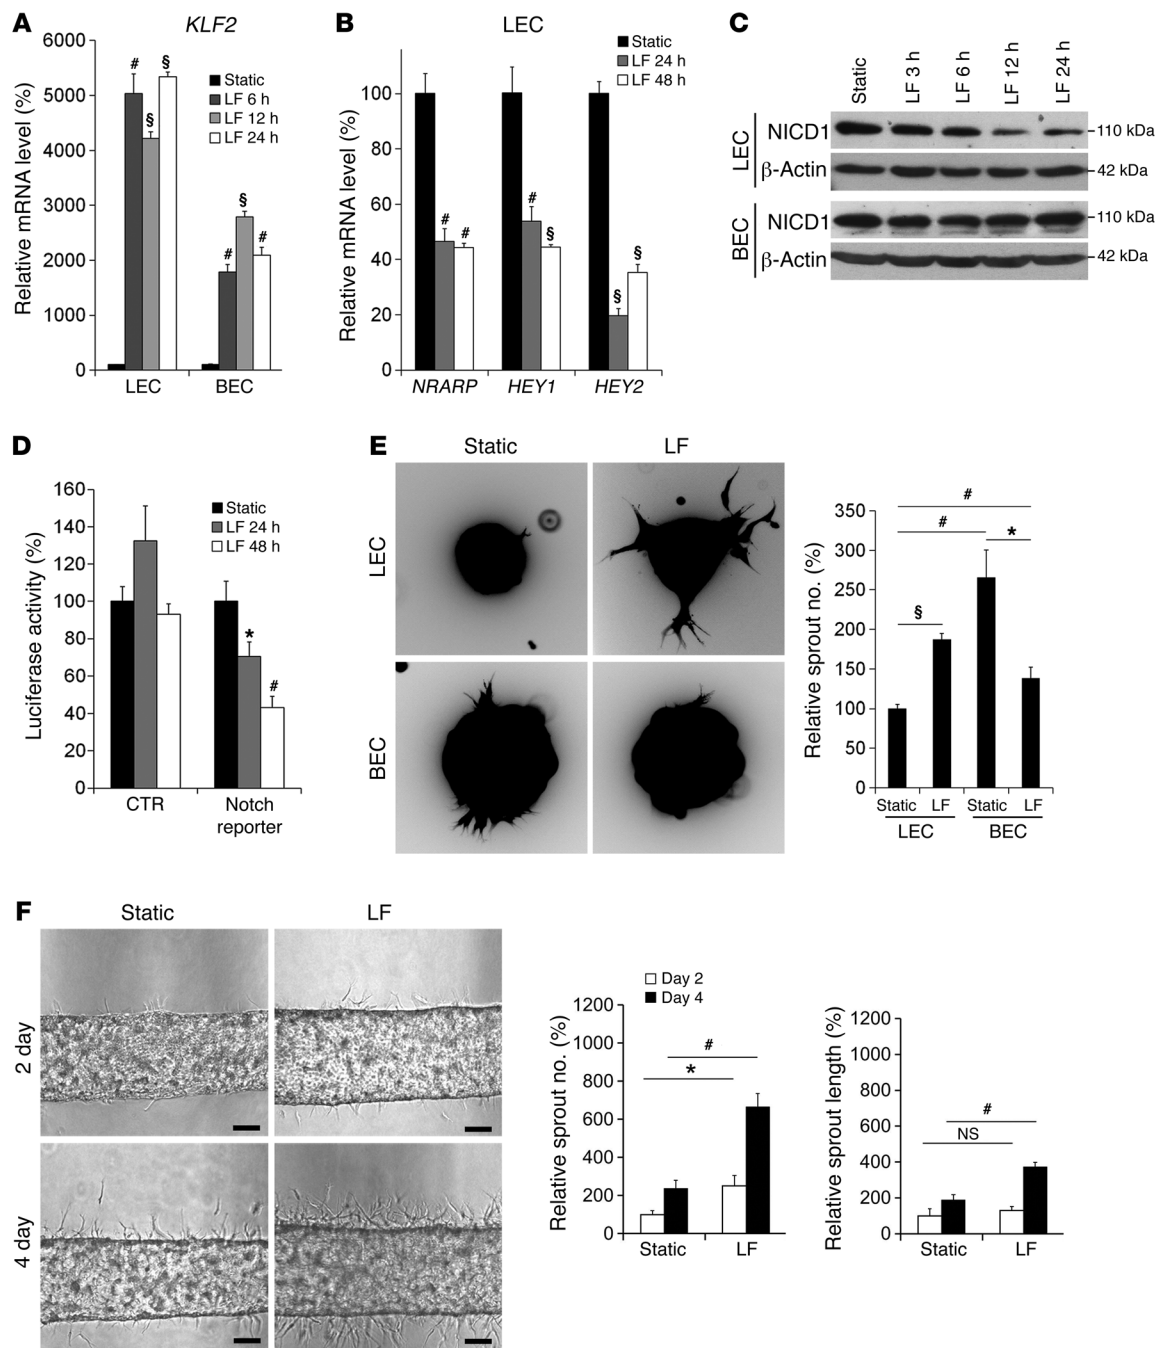 A
KLF2
Relative mRNA level (%)
6000
5000
4000
3000
2000
1000
0
Static
LF 6 h
LF 12 h
LF 24 h
# § §
# § #
LEC BEC
B
LEC
Relative mRNA level (%)
100
80
60
40
20
0
Static
LF 24 h
LF 48 h
# #
# §
§ §
NRARP HEY1 HEY2
C
Static LF 3 h LF 6 h LF 12 h LF 24 h
LEC
NICD1 110 kDa
β-Actin 42 kDa
BEC
NICD1 110 kDa
β-Actin 42 kDa
D
Luciferase activity (%)
160
140
120
100
80
60
40
20
0
Static
LF 24 h
LF 48 h
* #
CTR Notch
reporter
E
Static LF
LEC
BEC
Relative sprout no. (%)
350
300
250
200
150
100
50
0
#
# *
§
Static LF Static LF
LEC BEC
F
Static LF
2 day
4 day
Day 2
Day 4
Relative sprout no. (%)
1200
1000
800
600
400
200
0
#
*
Static LF
Relative sprout length (%)
1200
1000
800
600
400
200
0
#
NS
Static LF